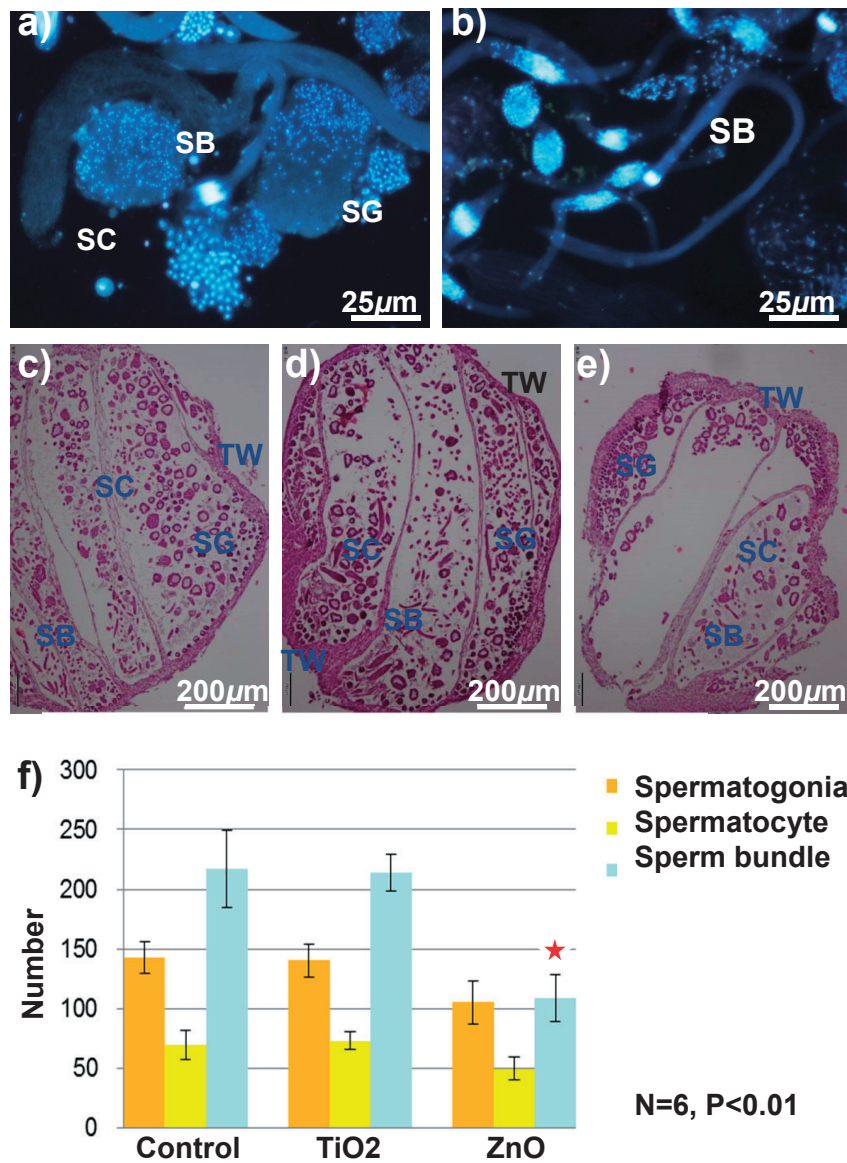 a)
SB
SC
SG
25µm
b)
SB
25µm
c)
TW
SC
SG
SB
200µm
d)
TW
SC
SG
SB
TW
200µm
e)
TW
SG
SC
SB
200µm
f)
300
250
200
150
100
50
0
Number
Control
TiO2
ZnO
Spermatogonia
Spermatocyte
Sperm bundle
N=6, P<0.01